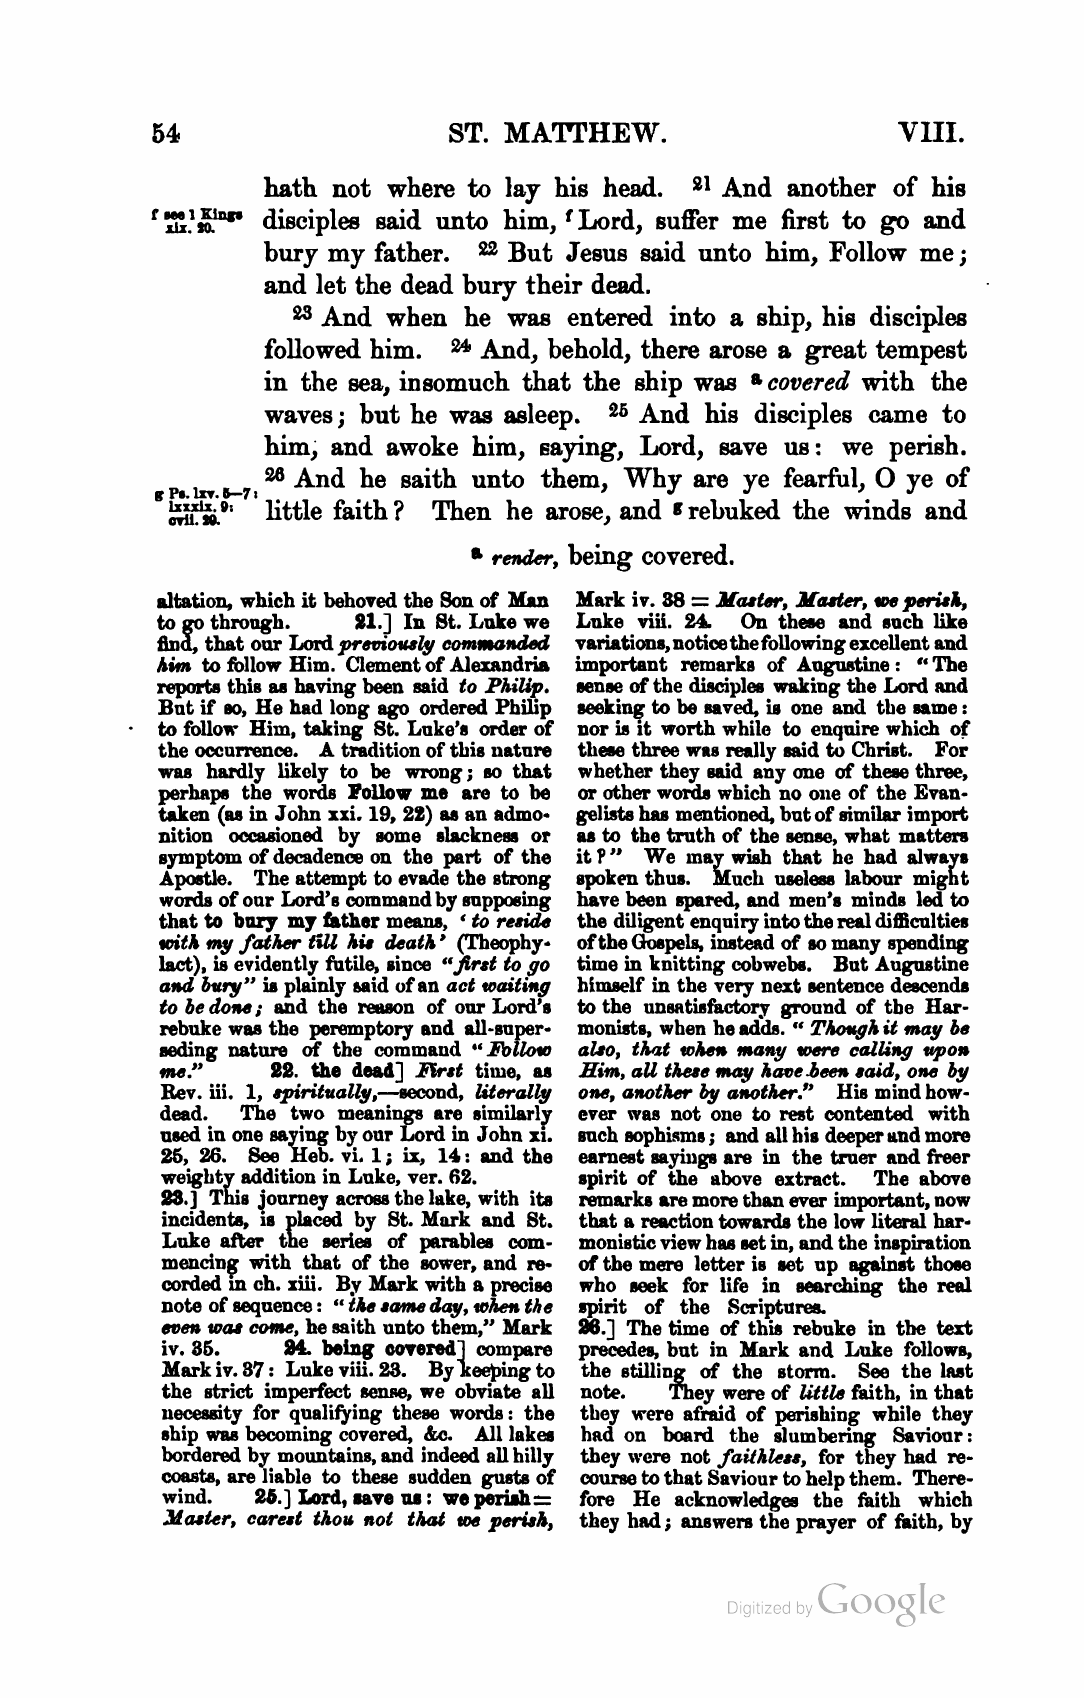 54 ST. MATTHEW. VIII.
hath not where to lay his head. 21 And another of his
f see 1 Kings
xix. 20.
disciples said unto him, f Lord, suffer me first to go and
bury my father. 22 But Jesus said unto him, Follow me;
and let the dead bury their dead.
23 And when he was entered into a ship, his disciples
followed him. 24 And, behold, there arose a great tempest
in the sea, insomuch that the ship was a covered with the
waves; but he was asleep. 25 And his disciples came to
him, and awoke him, saying, Lord, save us: we perish.
26 And he saith unto them, Why are ye fearful, O ye of
g Ps. lxv. 5—7:
lxxxix. 9:
cvii. 29.
little faith? Then he arose, and g rebuked the winds and
a render, being covered.
altation, which it behoved the Son of Man
to go through. 21.] In St. Luke we
find, that our Lord previously commanded
him to follow Him. Clement of Alexandria
reports this as having been said to Philip.
But if so, He had long ago ordered Philip
to follow Him, taking St. Luke's order of
the occurrence. A tradition of this nature
was hardly likely to be wrong; so that
perhaps the words Follow me are to be
taken (as in John xxi. 19, 22) as an admo-
nition occasioned by some slackness or
symptom of decadence on the part of the
Apostle. The attempt to evade the strong
words of our Lord's command by supposing
that to bury my father means, 'to reside
with my father till his death' (Theophy-
lact), is evidently futile, since "first to go
and bury" is plainly said of an act waiting
to be done; and the reason of our Lord's
rebuke was the peremptory and all-super-
seding nature of the command "Follow
me." 22. the dead] First time, as
Rev. iii. 1, spiritually,—second, literally
dead. The two meanings are similarly
used in one saying by our Lord in John xi.
25, 26. See Heb. vi. 1; ix, 14: and the
weighty addition in Luke, ver. 62.
23.] This journey across the lake, with its
incidents, is placed by St. Mark and St.
Luke after the series of parables com-
mencing with that of the sower, and re-
corded in ch. xiii. By Mark with a precise
note of sequence: "the same day, when the
even was come, he saith unto them," Mark
iv. 35. 24. being covered] compare
Mark iv. 37: Luke viii. 23. By keeping to
the strict imperfect sense, we obviate all
necessity for qualifying these words: the
ship was becoming covered, &c. All lakes
bordered by mountains, and indeed all hilly
coasts, are liable to these sudden gusts of
wind. 25.] Lord, save us: we perish=
Master, carest thou not that we perish,
Mark iv. 38 = Master, Master, we perish,
Luke viii. 24. On these and such like
variations, notice the following excellent and
important remarks of Augustine: "The
sense of the disciples waking the Lord and
seeking to be saved, is one and the same:
nor is it worth while to enquire which of
these three was really said to Christ. For
whether they said any one of these three,
or other words which no one of the Evan-
gelists has mentioned, but of similar import
as to the truth of the sense, what matters
it?" We may wish that he had always
spoken thus. Much useless labour might
have been spared, and men's minds led to
the diligent enquiry into the real difficulties
of the Gospels, instead of so many spending
time in knitting cobwebs. But Augustine
himself in the very next sentence descends
to the unsatisfactory ground of the Har-
monists, when he adds. "Though it may be
also, that when many were calling upon
Him, all these may have been said, one by
one, another by another." His mind how-
ever was not one to rest contented with
such sophisms; and all his deeper and more
earnest sayings are in the truer and freer
spirit of the above extract. The above
remarks are more than ever important, now
that a reaction towards the low literal har-
monistic view has set in, and the inspiration
of the mere letter is set up against those
who seek for life in searching the real
spirit of the Scriptures.
26.] The time of this rebuke in the text
precedes, but in Mark and Luke follows,
the stilling of the storm. See the last
note. They were of little faith, in that
they were afraid of perishing while they
had on board the slumbering Saviour:
they were not faithless, for they had re-
course to that Saviour to help them. There-
fore He acknowledges the faith which
they had; answers the prayer of faith, by
Digitized by Google